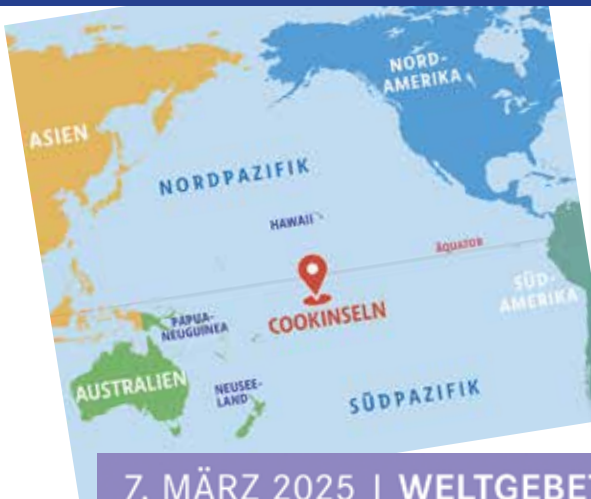 NORD-
AMERIKA
ASIEN
NORDPAZIFIK
HAWAII
ÄQUATOR
SÜD-
AMERIKA
PAPUA-
NEUGUINEA
COOKINSELN
AUSTRALIEN
NEUSEE-
LAND
SÜDPAZIFIK
7. MÄRZ 2025 | WELTGEBET